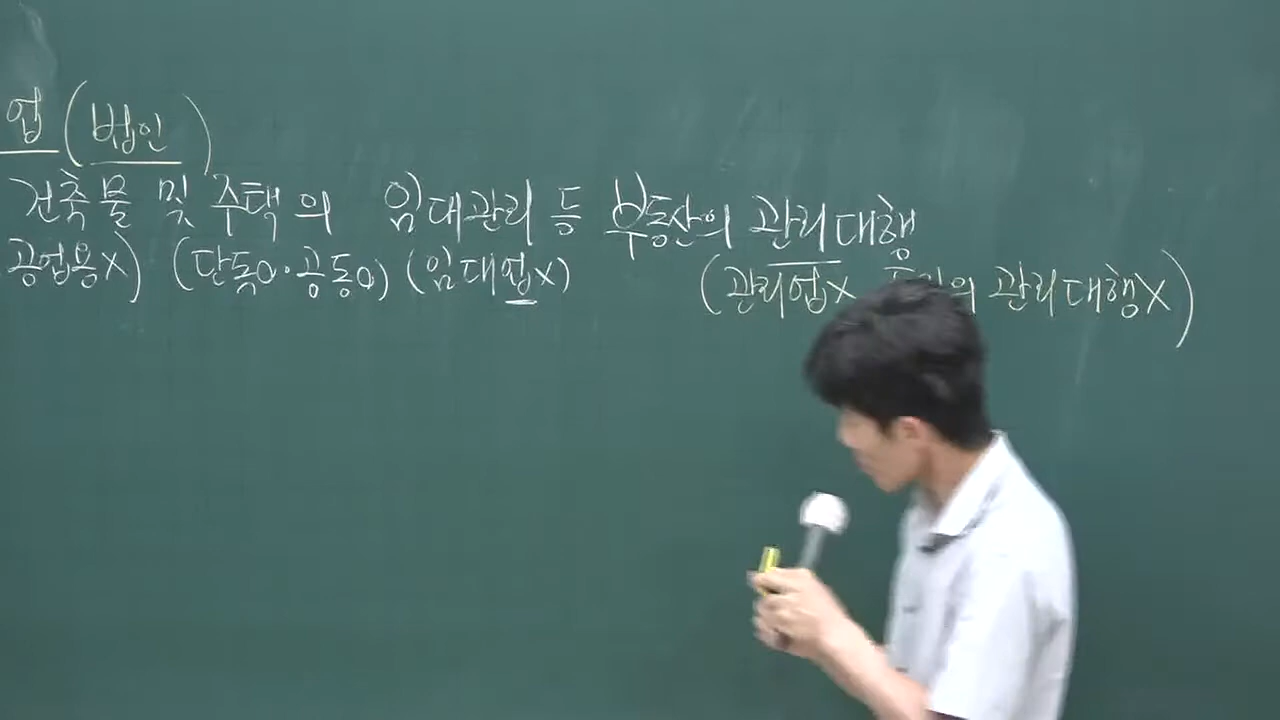 업 (법인)
건축물 및 주택의 임대관리 등 부동산의 관리대행
공업용X) (단독O·공동O) (임대업X) (관리업X 의 관리대행X)